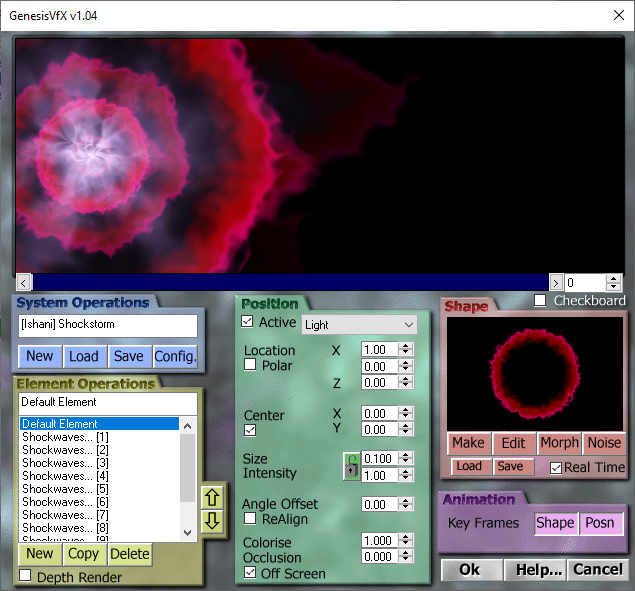 GenesisVfX v1.04
0
System Operations
[Ishani] Shockstorm
New Load Save Config.
Element Operations
Default Element
Default Element
Shockwaves... [1]
Shockwaves... [2]
Shockwaves... [3]
Shockwaves... [4]
Shockwaves... [5]
Shockwaves... [6]
Shockwaves... [7]
Shockwaves... [8]
Shockwaves... [9]
New Copy Delete
Depth Render
Position
Active Light
Location X 1.00
Polar Y 0.00
Z 0.00
Center X 0.00
Y 0.00
Size 0.100
Intensity 1.00
Angle Offset 0.00
ReAlign
Colorise 1.000
Occlusion 0.000
Off Screen
Checkboard
Shape
Make Edit Morph Noise
Load Save Real Time
Animation
Key Frames Shape Posn
Ok Help... Cancel